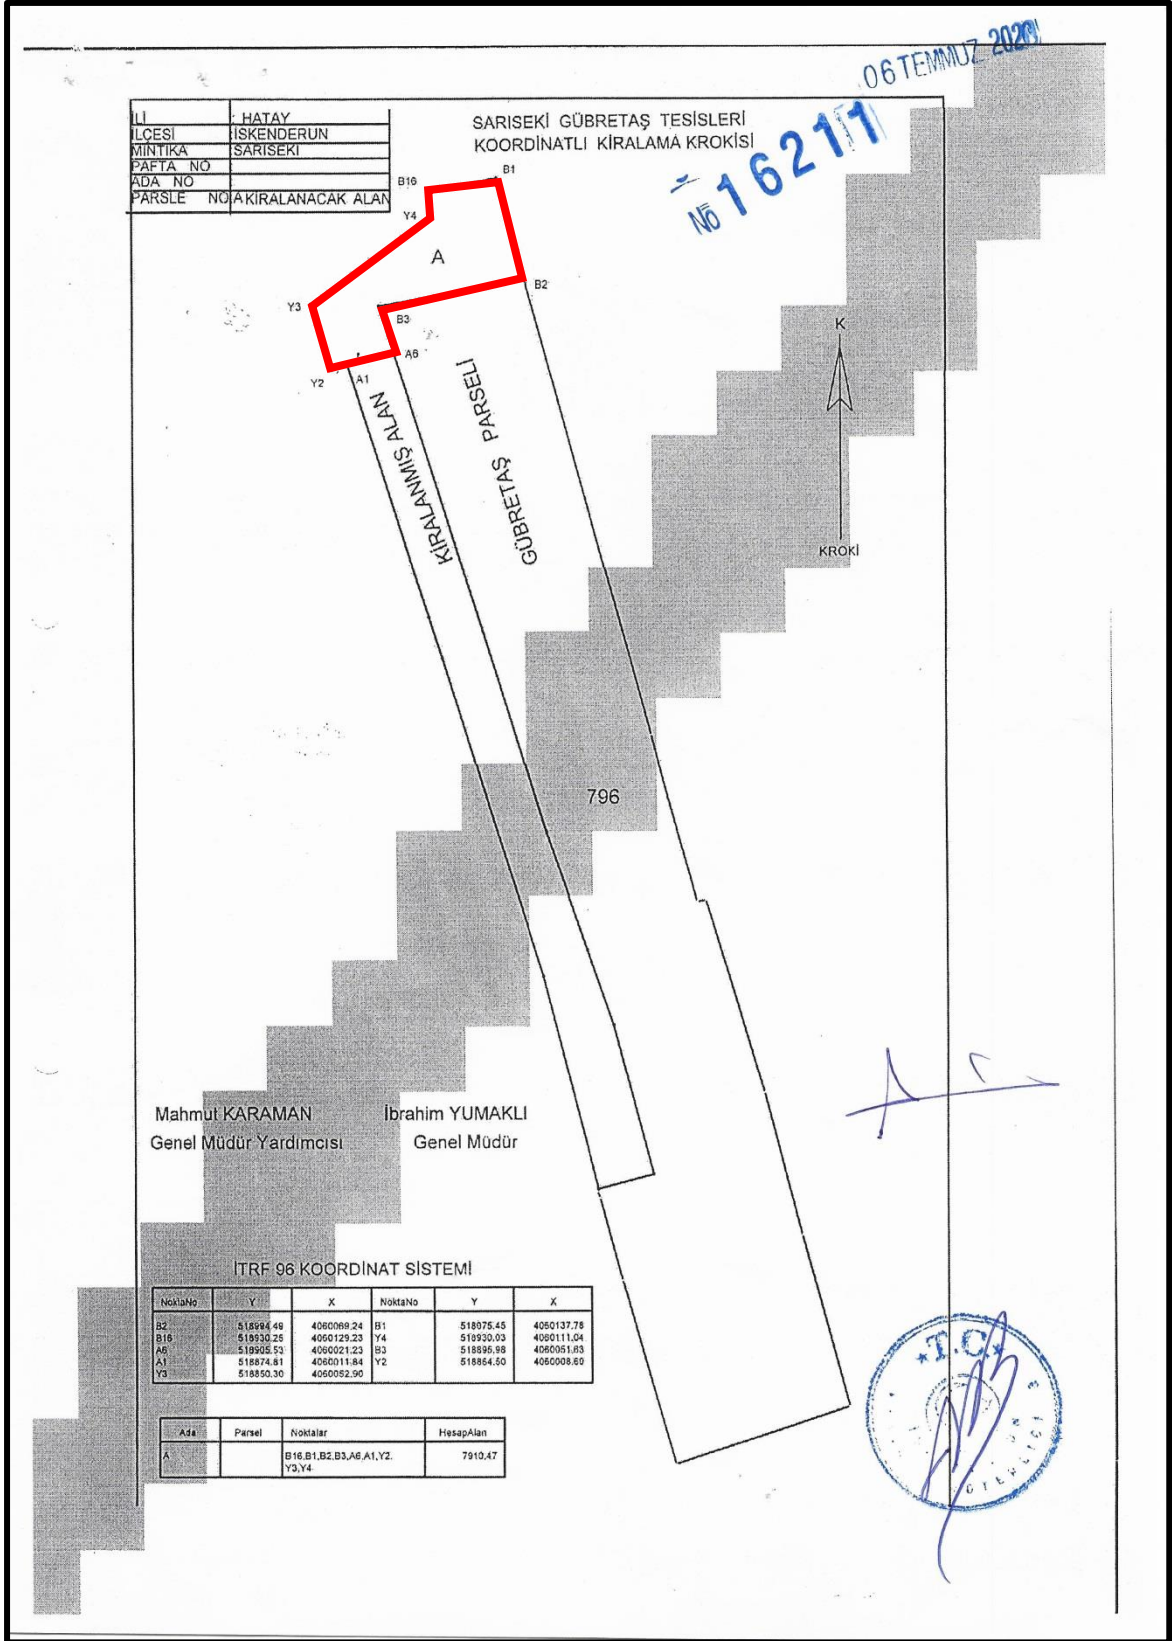 06 TEMMUZ 2020
İLİ : HATAY
İLCESİ İSKENDERUN
MINTIKA SARISEKİ
PAFTA NO
ADA NO
PARSLE NO A KİRALANACAK ALAN
SARISEKİ GÜBRETAŞ TESİSLERİ
KOORDİNATLI KİRALAMA KROKİSİ
No 16211
B16
B1
Y4
A
B2
Y3
B3
A6
Y2
A1
K
KROKİ
KİRALANMIŞ ALAN
GÜBRETAŞ PARSELİ
796
Mahmut KARAMAN
Genel Müdür Yardımcısı
İbrahim YUMAKLI
Genel Müdür
İTRF 96 KOORDİNAT SİSTEMİ
NoktaNo Y X NoktaNo Y X
B2 518994.49 4060069.24 B1 518975.45 4050137.78
B16 518930.25 4060129.23 Y4 518930.03 4060111.04
A6 518905.53 4060021.23 B3 518895.98 4060051.83
A1 518874.81 4060011.84 Y2 518864.50 4060008.60
Y3 518850.30 4060052.90
Ada Parsel Noktalar HesapAlan
A B16,B1,B2,B3,A6,A1,Y2, 7910.47
Y3,Y4
T.C.